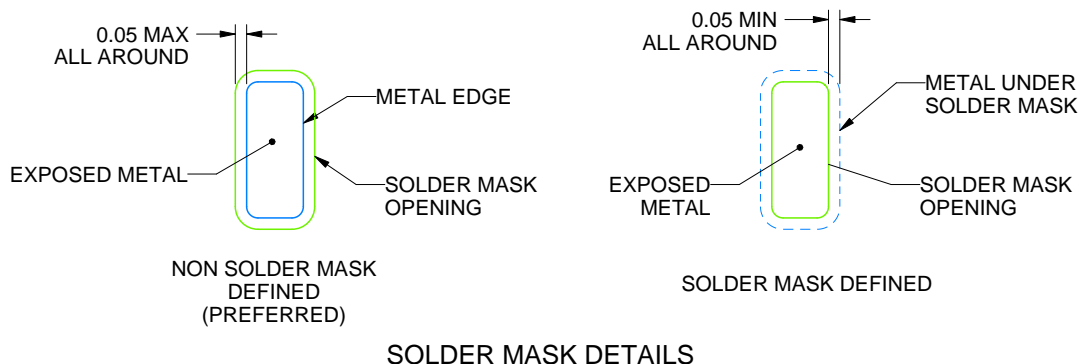 0.05 MAX
ALL AROUND
METAL EDGE
EXPOSED METAL
SOLDER MASK
OPENING
NON SOLDER MASK
DEFINED
(PREFERRED)
0.05 MIN
ALL AROUND
METAL UNDER
SOLDER MASK
EXPOSED
METAL
SOLDER MASK
OPENING
SOLDER MASK DEFINED
SOLDER MASK DETAILS